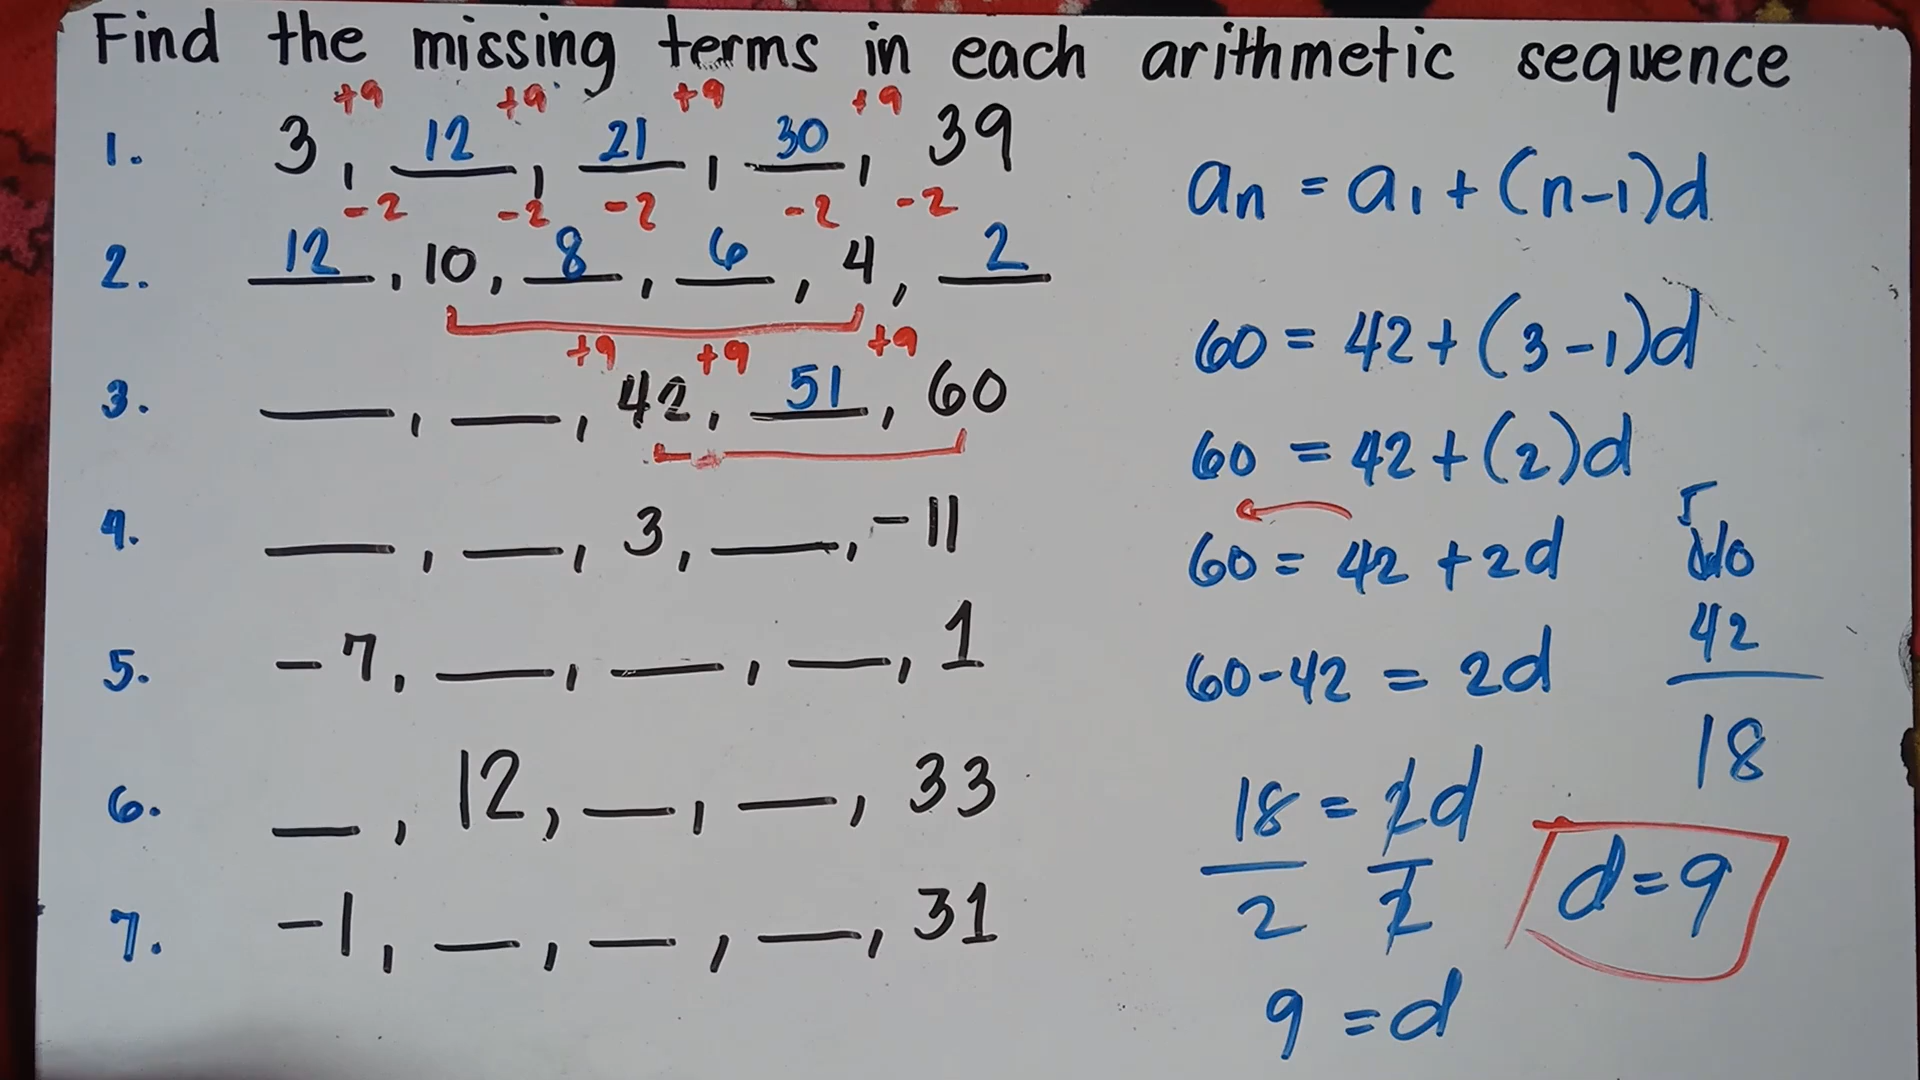 Find the missing terms in each arithmetic sequence
+9 +9 +9 +9
1. 3, 12, 21, 30, 39
-2 -2 -2 -2 -2
2. 12, 10, 8, 6, 4, 2
+9 +9 +9
3. __, __, 42, 51, 60
4. __, __, 3, __, -11
5. -7, __, __, __, 1
6. __, 12, __, __, 33
7. -1, __, __, __, 31
an = a1 + (n-1)d
60 = 42 + (3-1)d
60 = 42 + (2)d
60 = 42 + 2d
60-42 = 2d
18 = 2d
2 2
9 = d
42
18
d=9